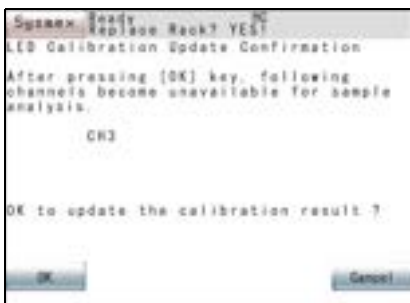 Sysmex Ready
Replace Rack? YES!
LED Calibration Update Confirmation
After pressing [OK] key, following
channels become unavailable for sample
analysis.
CH3
OK to update the calibration result ?
OK
Cancel